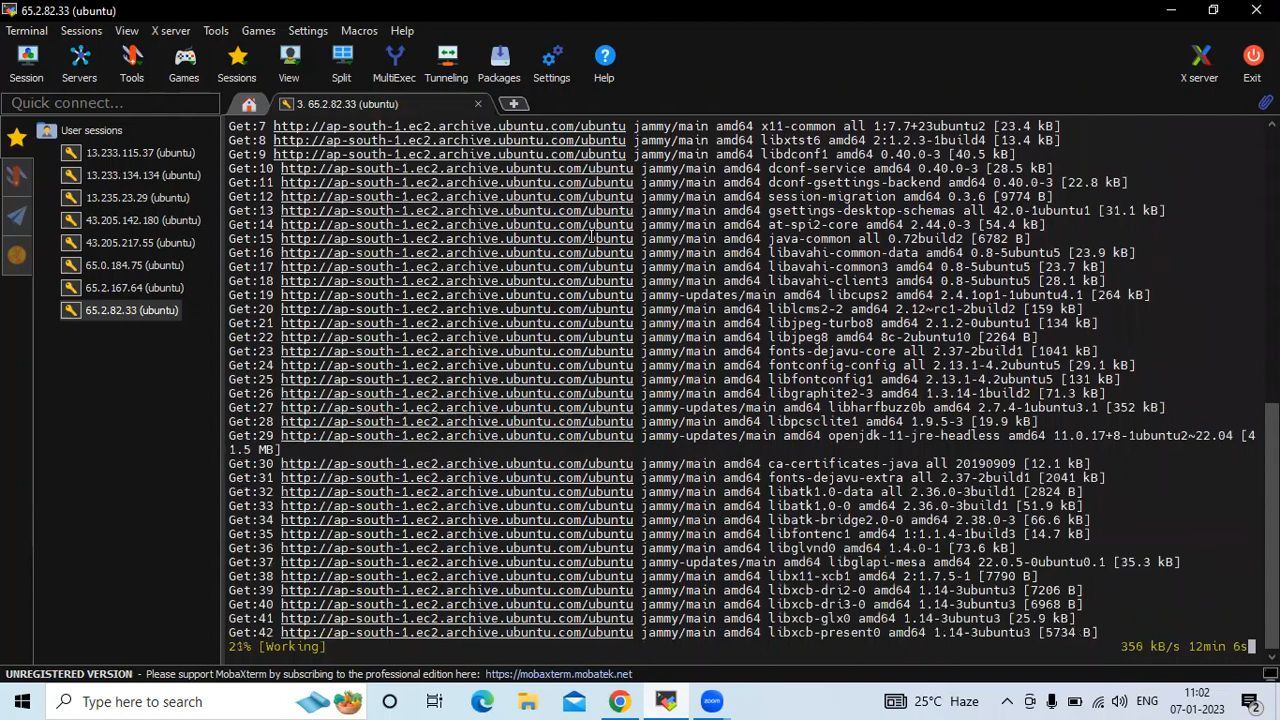 65.2.82.33 (ubuntu)
Terminal Sessions View X server Tools Games Settings Macros Help
Session Servers Tools Games Sessions View Split MultiExec Tunneling Packages Settings Help X server Exit
Quick connect...
3. 65.2.82.33 (ubuntu)
User sessions
13.233.115.37 (ubuntu)
13.233.134.134 (ubuntu)
13.235.23.29 (ubuntu)
43.205.142.180 (ubuntu)
43.205.217.55 (ubuntu)
65.0.184.75 (ubuntu)
65.2.167.64 (ubuntu)
65.2.82.33 (ubuntu)
Get:7 http://ap-south-1.ec2.archive.ubuntu.com/ubuntu jammy/main amd64 x11-common all 1:7.7+23ubuntu2 [23.4 kB]
Get:8 http://ap-south-1.ec2.archive.ubuntu.com/ubuntu jammy/main amd64 libxtst6 amd64 2:1.2.3-1build4 [13.4 kB]
Get:9 http://ap-south-1.ec2.archive.ubuntu.com/ubuntu jammy/main amd64 libdconf1 amd64 0.40.0-3 [40.5 kB]
Get:10 http://ap-south-1.ec2.archive.ubuntu.com/ubuntu jammy/main amd64 dconf-service amd64 0.40.0-3 [28.5 kB]
Get:11 http://ap-south-1.ec2.archive.ubuntu.com/ubuntu jammy/main amd64 dconf-gsettings-backend amd64 0.40.0-3 [22.8 kB]
Get:12 http://ap-south-1.ec2.archive.ubuntu.com/ubuntu jammy/main amd64 session-migration amd64 0.3.6 [9774 B]
Get:13 http://ap-south-1.ec2.archive.ubuntu.com/ubuntu jammy/main amd64 gsettings-desktop-schemas all 42.0-1ubuntu1 [31.1 kB]
Get:14 http://ap-south-1.ec2.archive.ubuntu.com/ubuntu jammy/main amd64 at-spi2-core amd64 2.44.0-3 [54.4 kB]
Get:15 http://ap-south-1.ec2.archive.ubuntu.com/ubuntu jammy/main amd64 java-common all 0.72build2 [6782 B]
Get:16 http://ap-south-1.ec2.archive.ubuntu.com/ubuntu jammy/main amd64 libavahi-common-data amd64 0.8-5ubuntu5 [23.9 kB]
Get:17 http://ap-south-1.ec2.archive.ubuntu.com/ubuntu jammy/main amd64 libavahi-common3 amd64 0.8-5ubuntu5 [23.7 kB]
Get:18 http://ap-south-1.ec2.archive.ubuntu.com/ubuntu jammy/main amd64 libavahi-client3 amd64 0.8-5ubuntu5 [28.1 kB]
Get:19 http://ap-south-1.ec2.archive.ubuntu.com/ubuntu jammy-updates/main amd64 libcups2 amd64 2.4.1op1-1ubuntu4.1 [264 kB]
Get:20 http://ap-south-1.ec2.archive.ubuntu.com/ubuntu jammy/main amd64 liblcms2-2 amd64 2.12~rc1-2build2 [159 kB]
Get:21 http://ap-south-1.ec2.archive.ubuntu.com/ubuntu jammy/main amd64 libjpeg-turbo8 amd64 2.1.2-0ubuntu1 [134 kB]
Get:22 http://ap-south-1.ec2.archive.ubuntu.com/ubuntu jammy/main amd64 libjpeg8 amd64 8c-2ubuntu10 [2264 B]
Get:23 http://ap-south-1.ec2.archive.ubuntu.com/ubuntu jammy/main amd64 fonts-dejavu-core all 2.37-2build1 [1041 kB]
Get:24 http://ap-south-1.ec2.archive.ubuntu.com/ubuntu jammy/main amd64 fontconfig-config all 2.13.1-4.2ubuntu5 [29.1 kB]
Get:25 http://ap-south-1.ec2.archive.ubuntu.com/ubuntu jammy/main amd64 libfontconfig1 amd64 2.13.1-4.2ubuntu5 [131 kB]
Get:26 http://ap-south-1.ec2.archive.ubuntu.com/ubuntu jammy/main amd64 libgraphite2-3 amd64 1.3.14-1build2 [71.3 kB]
Get:27 http://ap-south-1.ec2.archive.ubuntu.com/ubuntu jammy-updates/main amd64 libharfbuzz0b amd64 2.7.4-1ubuntu3.1 [352 kB]
Get:28 http://ap-south-1.ec2.archive.ubuntu.com/ubuntu jammy/main amd64 libpcsclite1 amd64 1.9.5-3 [19.9 kB]
Get:29 http://ap-south-1.ec2.archive.ubuntu.com/ubuntu jammy-updates/main amd64 openjdk-11-jre-headless amd64 11.0.17+8-1ubuntu2~22.04 [4
1.5 MB]
Get:30 http://ap-south-1.ec2.archive.ubuntu.com/ubuntu jammy/main amd64 ca-certificates-java all 20190909 [12.1 kB]
Get:31 http://ap-south-1.ec2.archive.ubuntu.com/ubuntu jammy/main amd64 fonts-dejavu-extra all 2.37-2build1 [2041 kB]
Get:32 http://ap-south-1.ec2.archive.ubuntu.com/ubuntu jammy/main amd64 libatk1.0-data all 2.36.0-3build1 [2824 B]
Get:33 http://ap-south-1.ec2.archive.ubuntu.com/ubuntu jammy/main amd64 libatk1.0-0 amd64 2.36.0-3build1 [51.9 kB]
Get:34 http://ap-south-1.ec2.archive.ubuntu.com/ubuntu jammy/main amd64 libatk-bridge2.0-0 amd64 2.38.0-3 [66.6 kB]
Get:35 http://ap-south-1.ec2.archive.ubuntu.com/ubuntu jammy/main amd64 libfontenc1 amd64 1:1.1.4-1build3 [14.7 kB]
Get:36 http://ap-south-1.ec2.archive.ubuntu.com/ubuntu jammy/main amd64 libglvnd0 amd64 1.4.0-1 [73.6 kB]
Get:37 http://ap-south-1.ec2.archive.ubuntu.com/ubuntu jammy-updates/main amd64 libglapi-mesa amd64 22.0.5-0ubuntu0.1 [35.3 kB]
Get:38 http://ap-south-1.ec2.archive.ubuntu.com/ubuntu jammy/main amd64 libx11-xcb1 amd64 2:1.7.5-1 [7790 B]
Get:39 http://ap-south-1.ec2.archive.ubuntu.com/ubuntu jammy/main amd64 libxcb-dri2-0 amd64 1.14-3ubuntu3 [7206 B]
Get:40 http://ap-south-1.ec2.archive.ubuntu.com/ubuntu jammy/main amd64 libxcb-dri3-0 amd64 1.14-3ubuntu3 [6968 B]
Get:41 http://ap-south-1.ec2.archive.ubuntu.com/ubuntu jammy/main amd64 libxcb-glx0 amd64 1.14-3ubuntu3 [25.9 kB]
Get:42 http://ap-south-1.ec2.archive.ubuntu.com/ubuntu jammy/main amd64 libxcb-present0 amd64 1.14-3ubuntu3 [5734 B]
21% [Working] 356 kB/s 12min 6s
UNREGISTERED VERSION - Please support MobaXterm by subscribing to the professional edition here: https://mobaxterm.mobatek.net
Type here to search
zoom
25°C Haze
ENG
11:02
07-01-2023
2